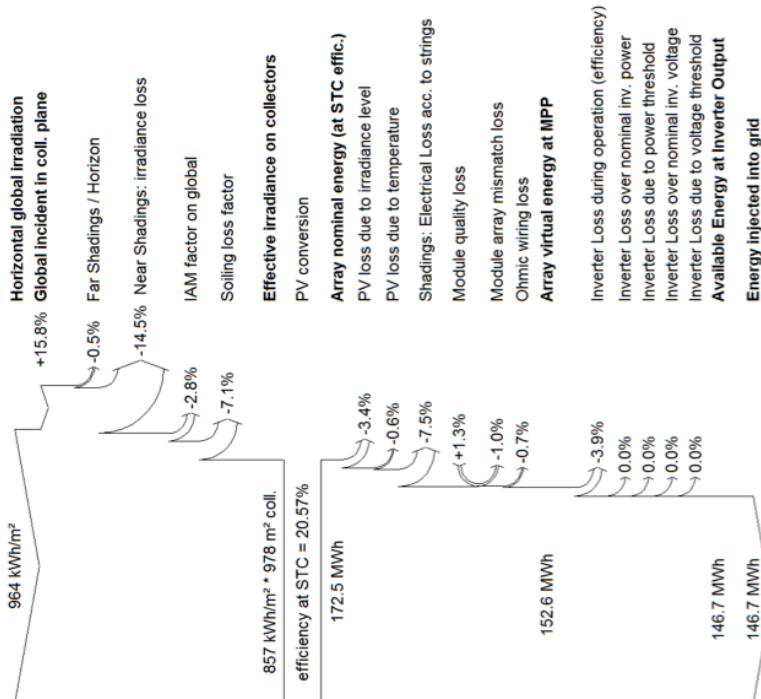 Horizontal global irradiation
964 kWh/m²
+15.8% Global incident in coll. plane
-0.5% Far Shadings / Horizon
-14.5% Near Shadings: irradiance loss
-2.8% IAM factor on global
-7.1% Soiling loss factor
Effective irradiance on collectors
857 kWh/m² * 978 m² coll.
efficiency at STC = 20.57% PV conversion
172.5 MWh Array nominal energy (at STC effic.)
-3.4% PV loss due to irradiance level
-0.6% PV loss due to temperature
-7.5% Shadings: Electrical Loss acc. to strings
+1.3% Module quality loss
-1.0% Module array mismatch loss
-0.7% Ohmic wiring loss
152.6 MWh Array virtual energy at MPP
-3.9% Inverter Loss during operation (efficiency)
0.0% Inverter Loss over nominal inv. power
0.0% Inverter Loss due to power threshold
0.0% Inverter Loss over nominal inv. voltage
0.0% Inverter Loss due to voltage threshold
146.7 MWh Available Energy at Inverter Output
146.7 MWh Energy injected into grid